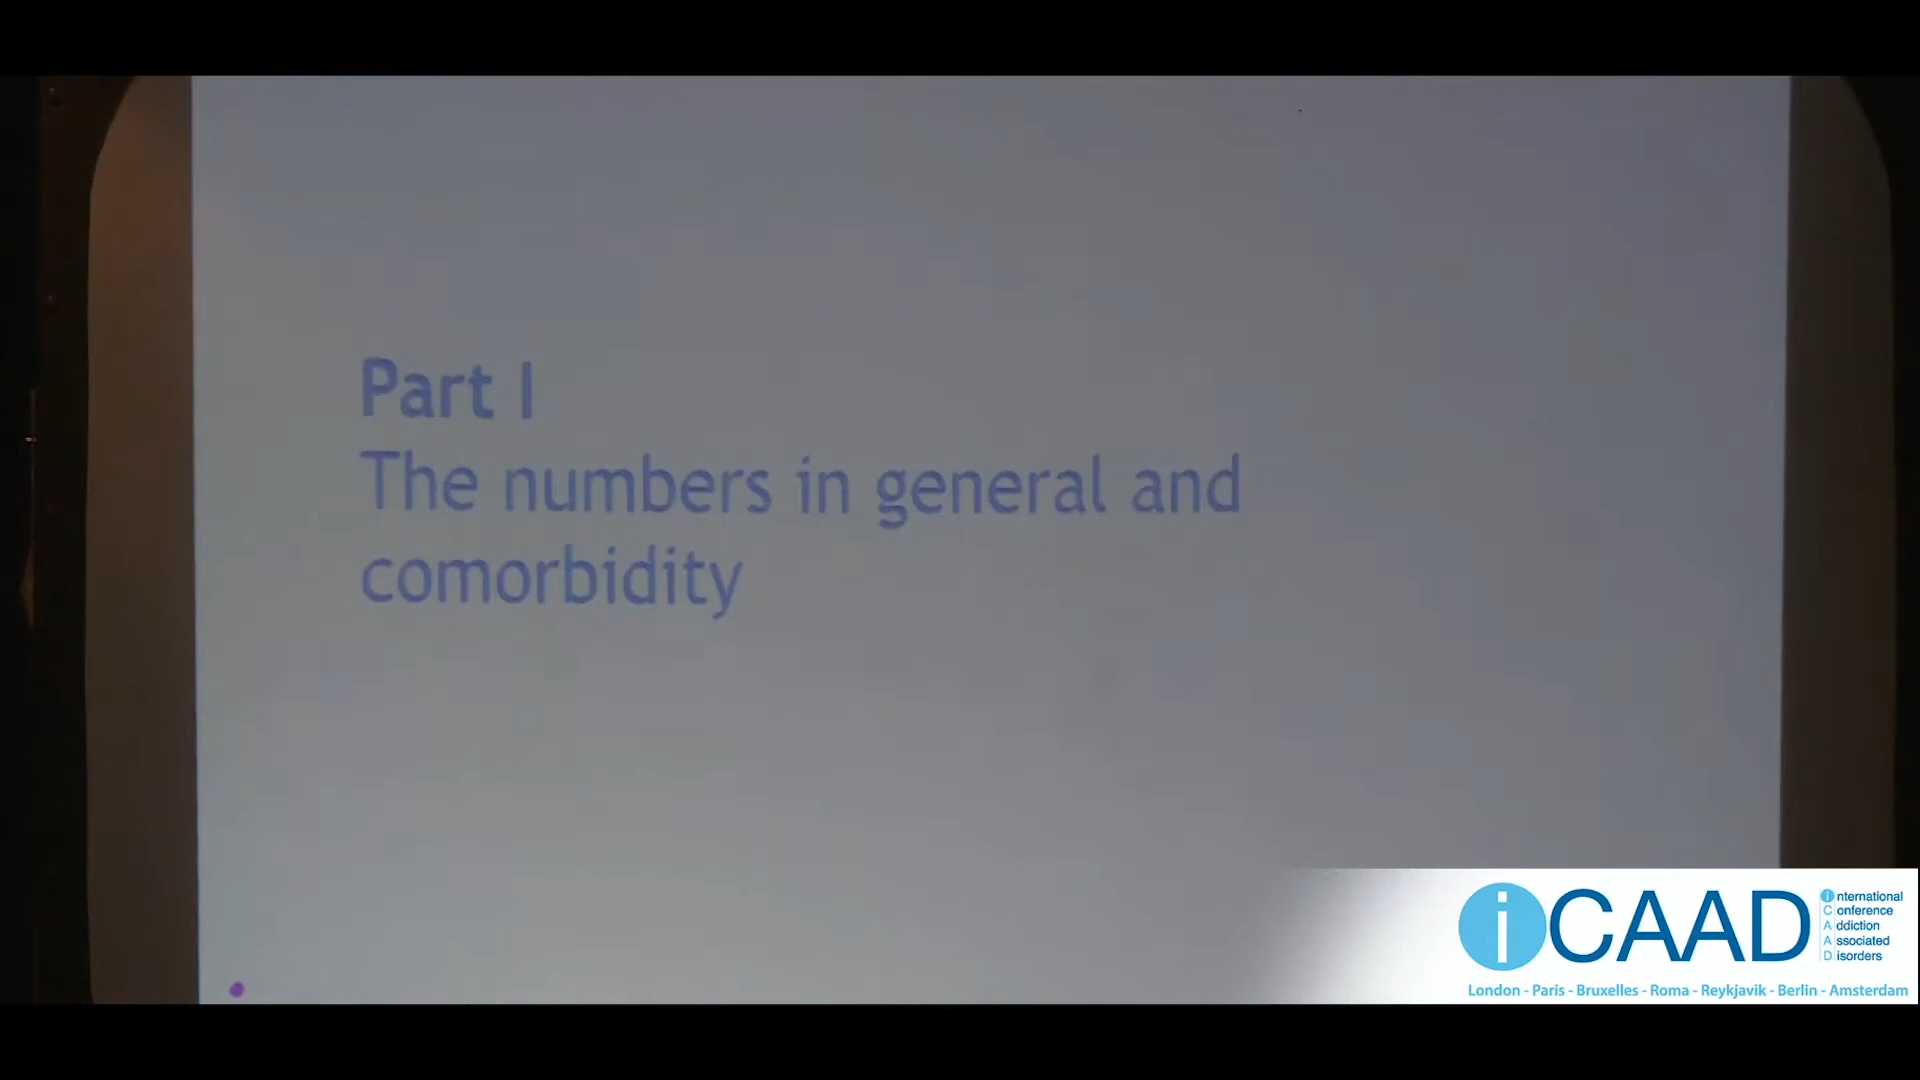 Part I
The numbers in general and
comorbidity
iCAAD
international
Conference
Addiction
Associated
Disorders
London - Paris - Bruxelles - Roma - Reykjavik - Berlin - Amsterdam